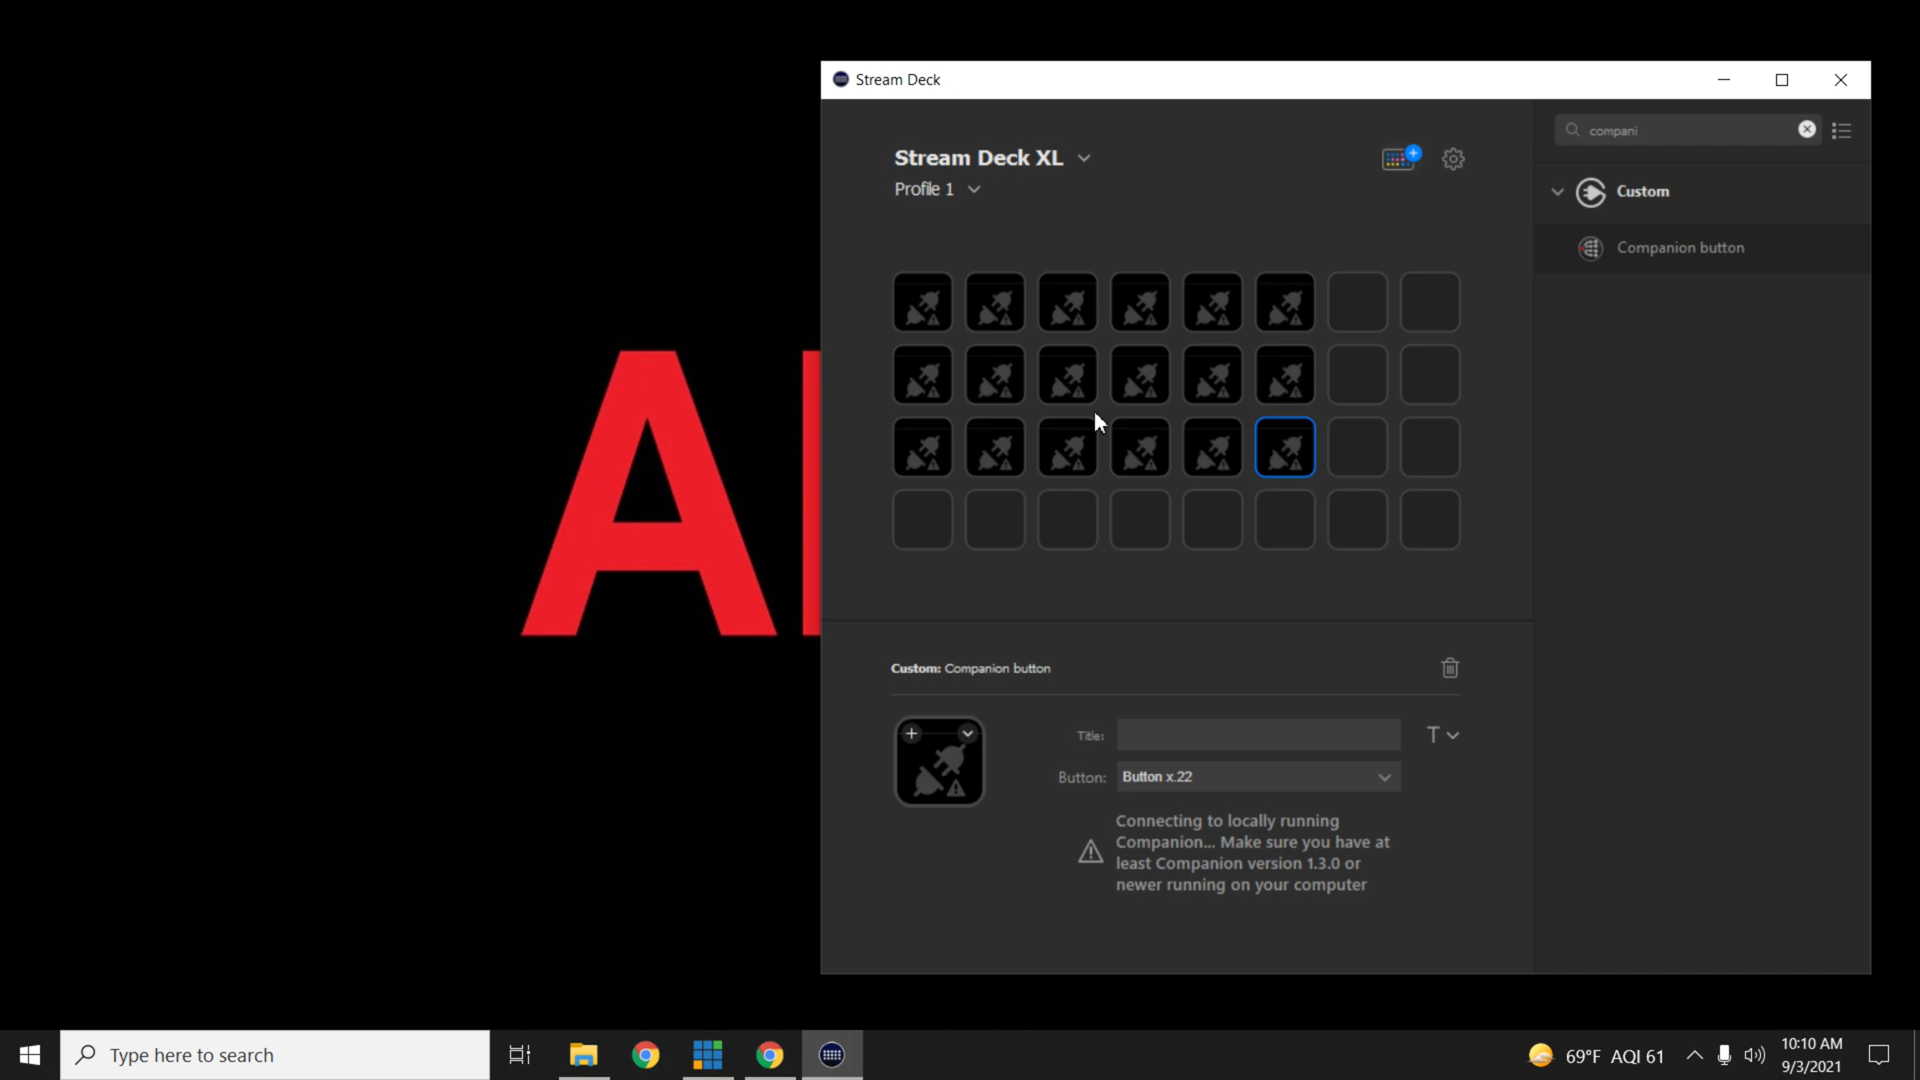 Stream Deck
Stream Deck XL
Profile 1
compani
Custom
Companion button
Custom: Companion button
Title:
T
Button: Button x.22
Connecting to locally running
Companion... Make sure you have at
least Companion version 1.3.0 or
newer running on your computer
A
Type here to search
69°F AQI 61
10:10 AM
9/3/2021